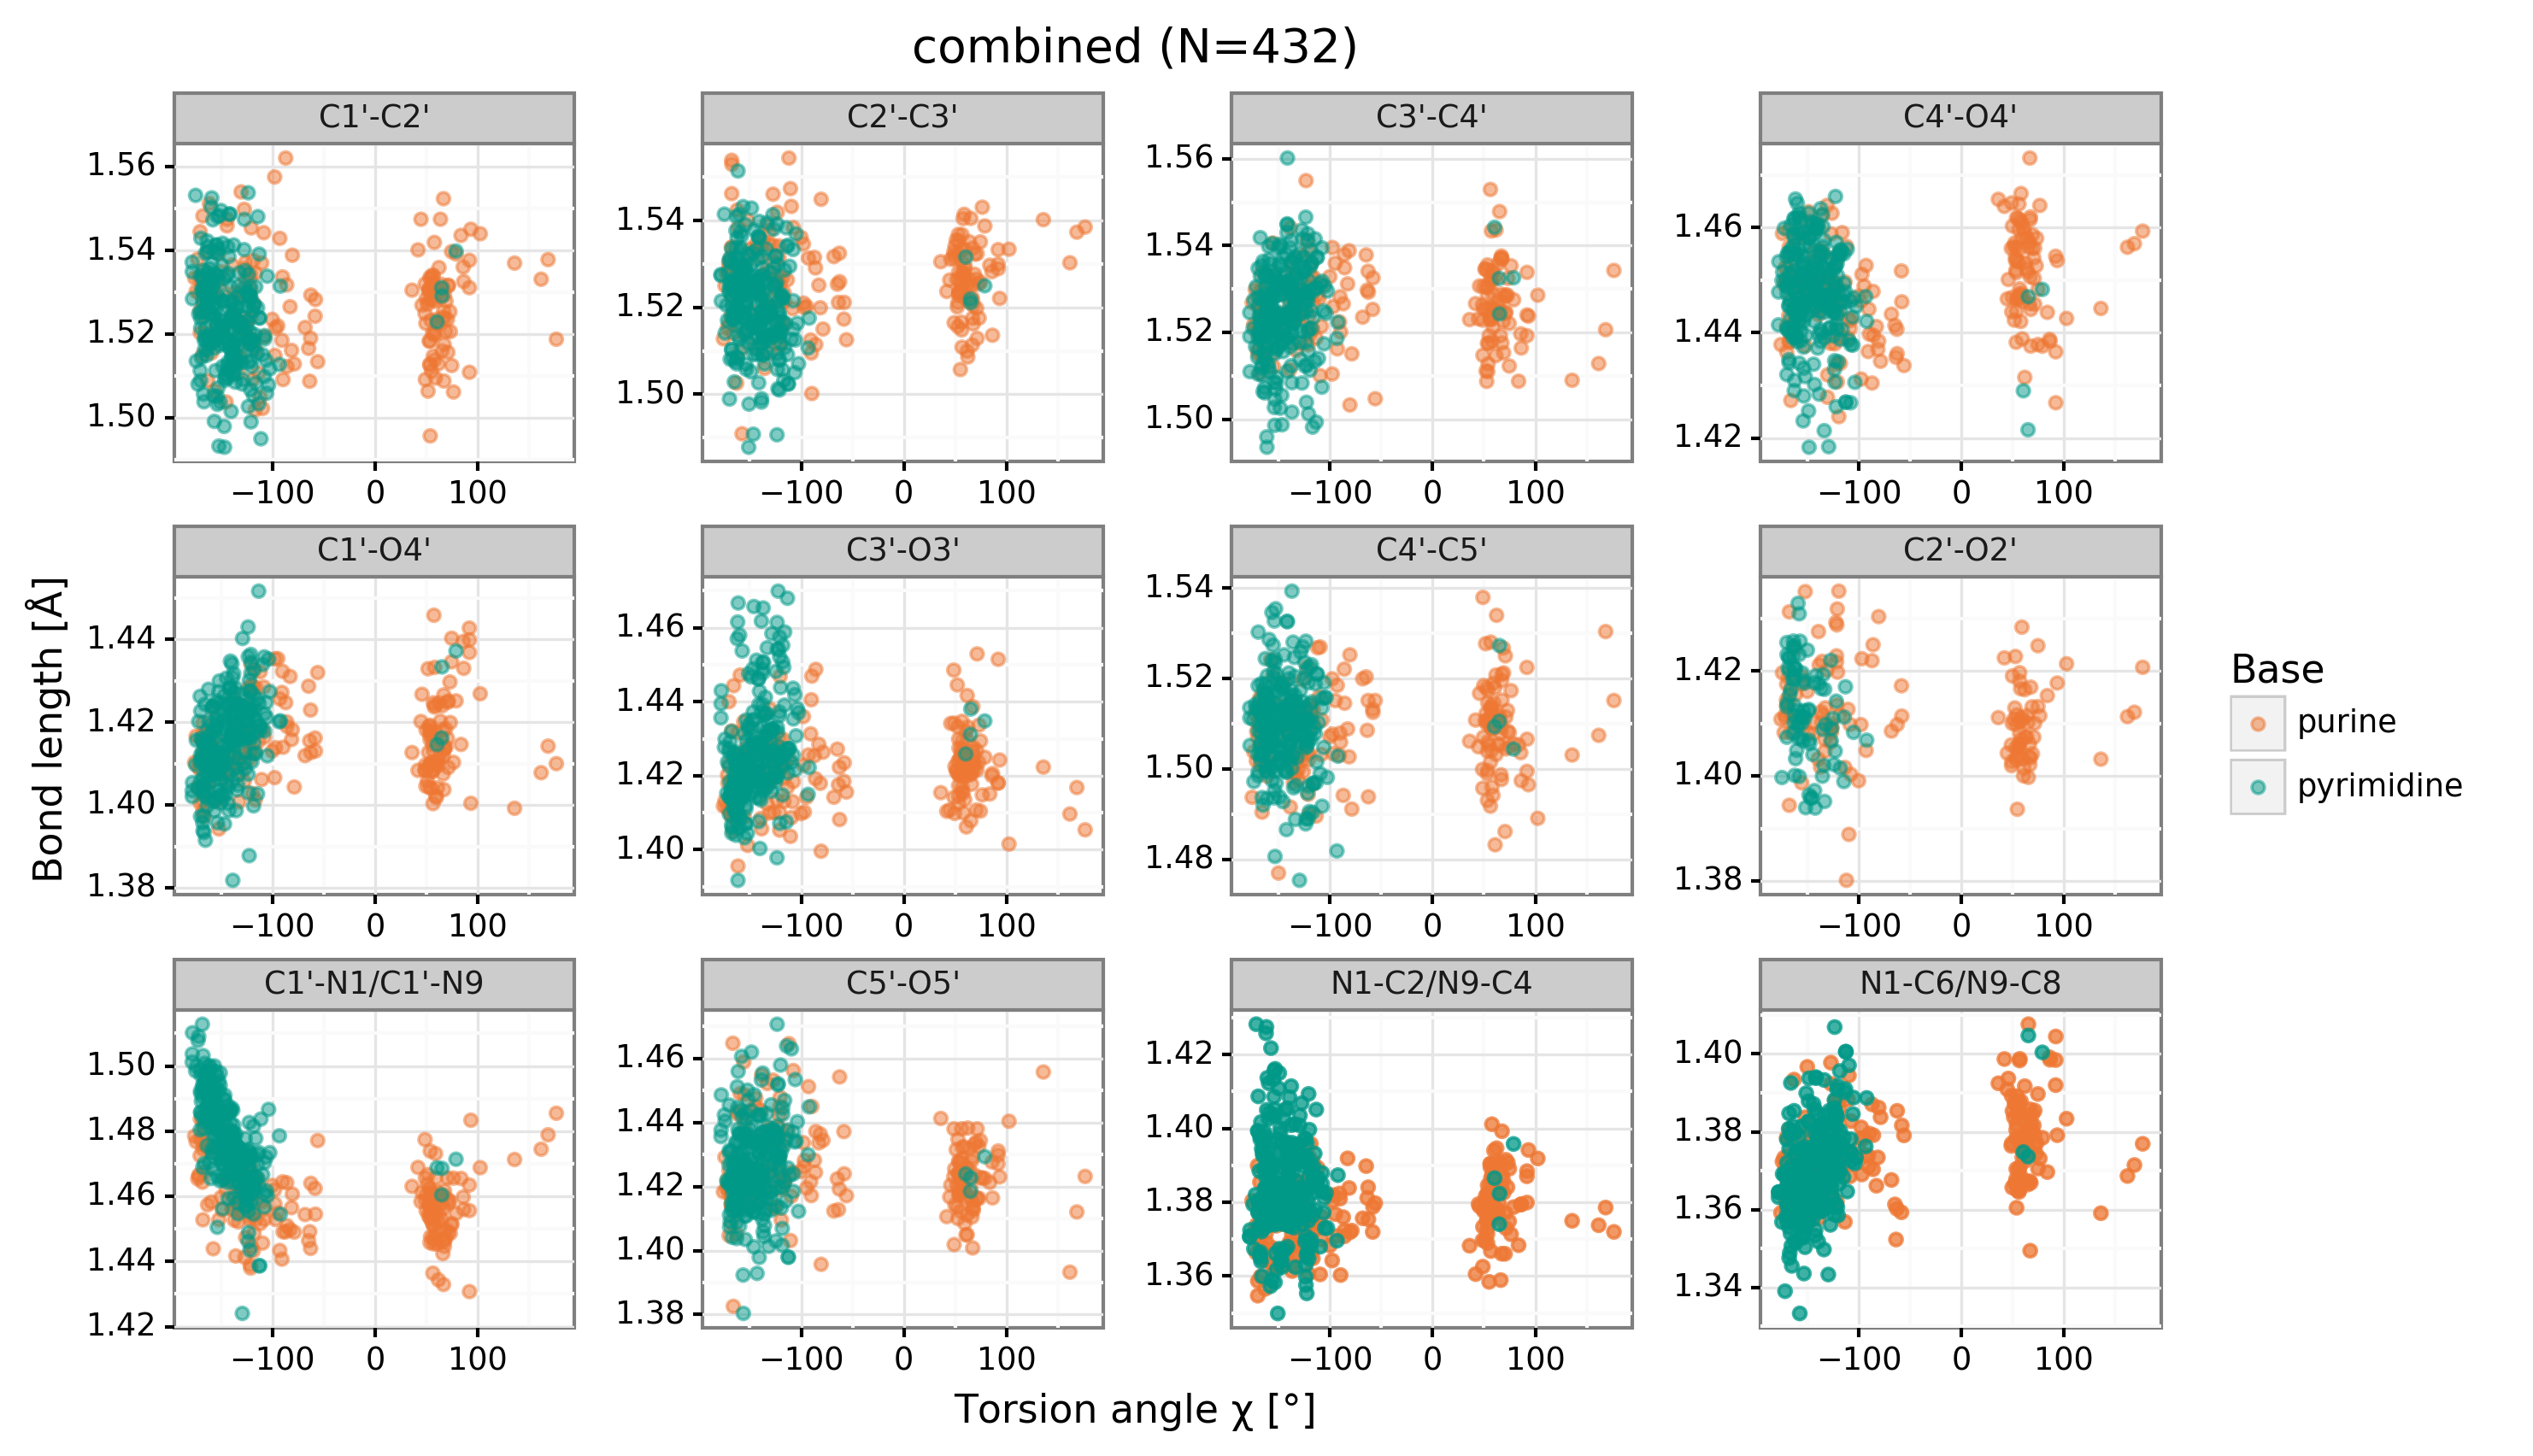 combined (N=432)
C1'-C2' C2'-C3' C3'-C4' C4'-O4'
1.56
1.54
1.52
1.50
−100 0 100
1.54
1.52
1.50
−100 0 100
1.56
1.54
1.52
1.50
−100 0 100
1.46
1.44
1.42
−100 0 100
Bond length [Å]
C1'-O4' C3'-O3' C4'-C5' C2'-O2'
1.44
1.42
1.40
1.38
−100 0 100
1.46
1.44
1.42
1.40
−100 0 100
1.54
1.52
1.50
1.48
−100 0 100
1.42
1.40
1.38
−100 0 100
Base
purine
pyrimidine
C1'-N1/C1'-N9 C5'-O5' N1-C2/N9-C4 N1-C6/N9-C8
1.50
1.48
1.46
1.44
1.42
−100 0 100
1.46
1.44
1.42
1.40
1.38
−100 0 100
1.42
1.40
1.38
1.36
−100 0 100
1.40
1.38
1.36
1.34
−100 0 100
Torsion angle χ [°]